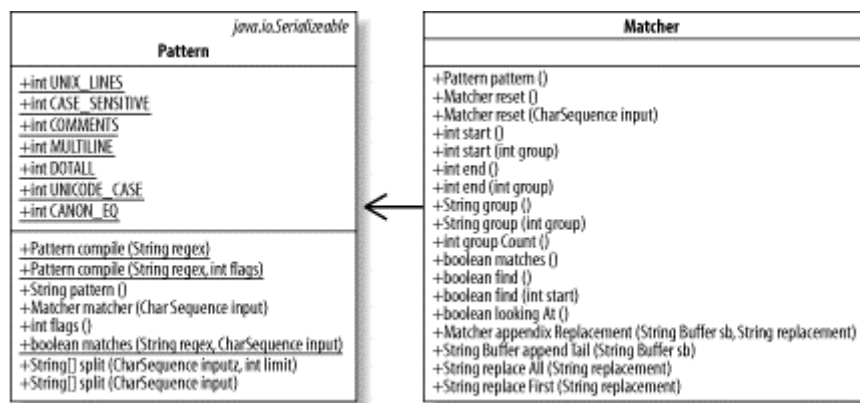 java.io.Serializeable
Pattern
+int UNIX_LINES
+int CASE_SENSITIVE
+int COMMENTS
+int MULTILINE
+int DOTALL
+int UNICODE_CASE
+int CANON_EQ
+Pattern compile (String regex)
+Pattern compile (String regex, int flags)
+String pattern ()
+Matcher matcher (Char Sequence input)
+int flags ()
+boolean matches (String regex, CharSequence input)
+String[] split (CharSequence inputz, int limit)
+String[] split (CharSequence input)
Matcher
+Pattern pattern ()
+Matcher reset ()
+Matcher reset (CharSequence input)
+int start ()
+int start (int group)
+int end ()
+int end (int group)
+String group ()
+String group (int group)
+int group Count ()
+boolean matches ()
+boolean find ()
+boolean find (int start)
+boolean looking At ()
+Matcher appendix Replacement (String Buffer sb, String replacement)
+String Buffer append Tail (String Buffer sb)
+String replace All (String replacement)
+String replace First (String replacement)